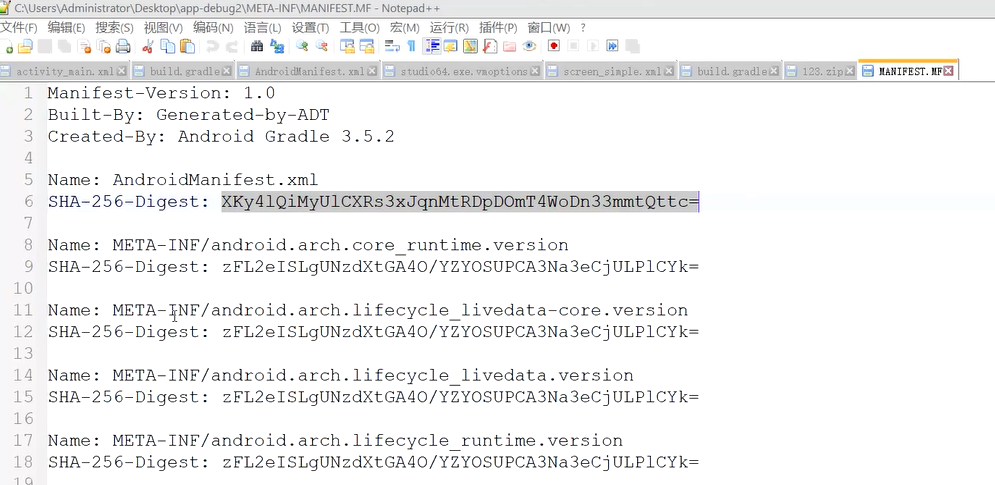 C:\Users\Administrator\Desktop\app-debug2\META-INF\MANIFEST.MF - Notepad++
文件(F) 编辑(E) 搜索(S) 视图(V) 编码(N) 语言(L) 设置(T) 工具(O) 宏(M) 运行(R) 插件(P) 窗口(W) ?
activity_main.xml build.gradle AndroidManifest.xml studio64.exe.vmoptions screen_simple.xml build.gradle 123.zip MANIFEST.MF
1 Manifest-Version: 1.0
2 Built-By: Generated-by-ADT
3 Created-By: Android Gradle 3.5.2
4
5 Name: AndroidManifest.xml
6 SHA-256-Digest: XKy4lQiMyUlCXRs3xJqnMtRDpDOmT4WoDn33mmtQttc=
7
8 Name: META-INF/android.arch.core_runtime.version
9 SHA-256-Digest: zFL2eISLgUNzdXtGA4O/YZYOSUPCA3Na3eCjULPlCYk=
10
11 Name: META-INF/android.arch.lifecycle_livedata-core.version
12 SHA-256-Digest: zFL2eISLgUNzdXtGA4O/YZYOSUPCA3Na3eCjULPlCYk=
13
14 Name: META-INF/android.arch.lifecycle_livedata.version
15 SHA-256-Digest: zFL2eISLgUNzdXtGA4O/YZYOSUPCA3Na3eCjULPlCYk=
16
17 Name: META-INF/android.arch.lifecycle_runtime.version
18 SHA-256-Digest: zFL2eISLgUNzdXtGA4O/YZYOSUPCA3Na3eCjULPlCYk=
19